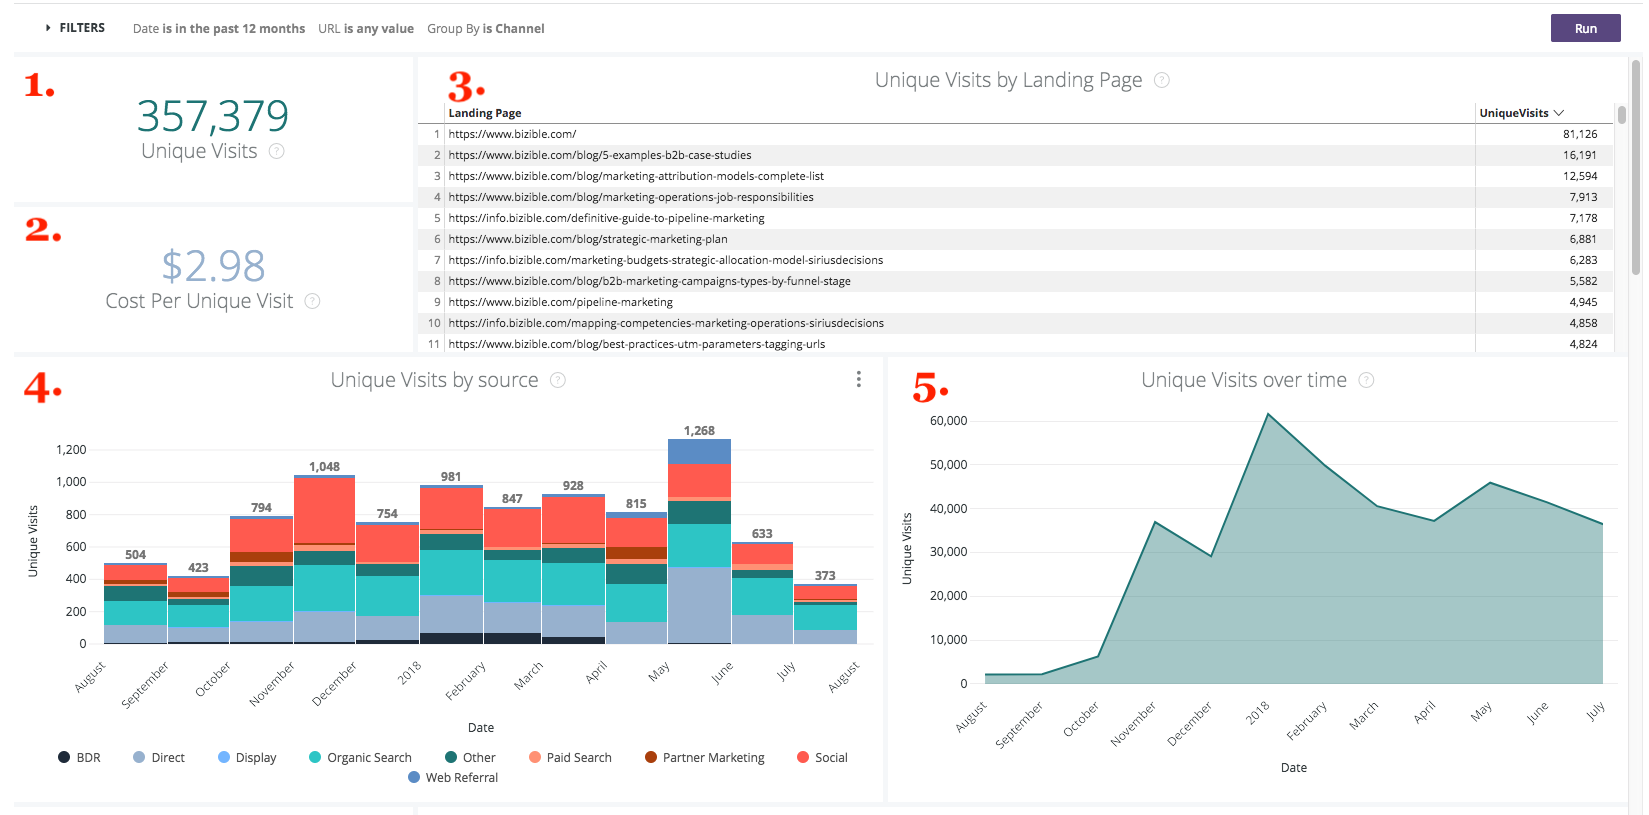 FILTERS Date is in the past 12 months URL is any value Group By is Channel Run
1.
357,379
Unique Visits ?
2.
$2.98
Cost Per Unique Visit ?
3.
Unique Visits by Landing Page ?
Landing Page UniqueVisits
1 https://www.bizible.com/ 81,126
2 https://www.bizible.com/blog/5-examples-b2b-case-studies 16,191
3 https://www.bizible.com/blog/marketing-attribution-models-complete-list 12,594
4 https://www.bizible.com/blog/marketing-operations-job-responsibilities 7,913
5 https://info.bizible.com/definitive-guide-to-pipeline-marketing 7,178
6 https://www.bizible.com/blog/strategic-marketing-plan 6,881
7 https://info.bizible.com/marketing-budgets-strategic-allocation-model-siriusdecisions 6,283
8 https://www.bizible.com/blog/b2b-marketing-campaigns-types-by-funnel-stage 5,582
9 https://www.bizible.com/pipeline-marketing 4,945
10 https://info.bizible.com/mapping-competencies-marketing-operations-siriusdecisions 4,858
11 https://www.bizible.com/blog/best-practices-utm-parameters-tagging-urls 4,824
4.
Unique Visits by source ?
Unique Visits
1,200
1,000
800
600
400
200
0
504
423
794
1,048
754
981
847
928
815
1,268
633
373
August
September
October
November
December
2018
February
March
April
May
June
July
August
Date
BDR Direct Display Organic Search Other Paid Search Partner Marketing Social
Web Referral
5.
Unique Visits over time ?
Unique Visits
60,000
50,000
40,000
30,000
20,000
10,000
0
August
September
October
November
December
2018
February
March
April
May
June
July
Date